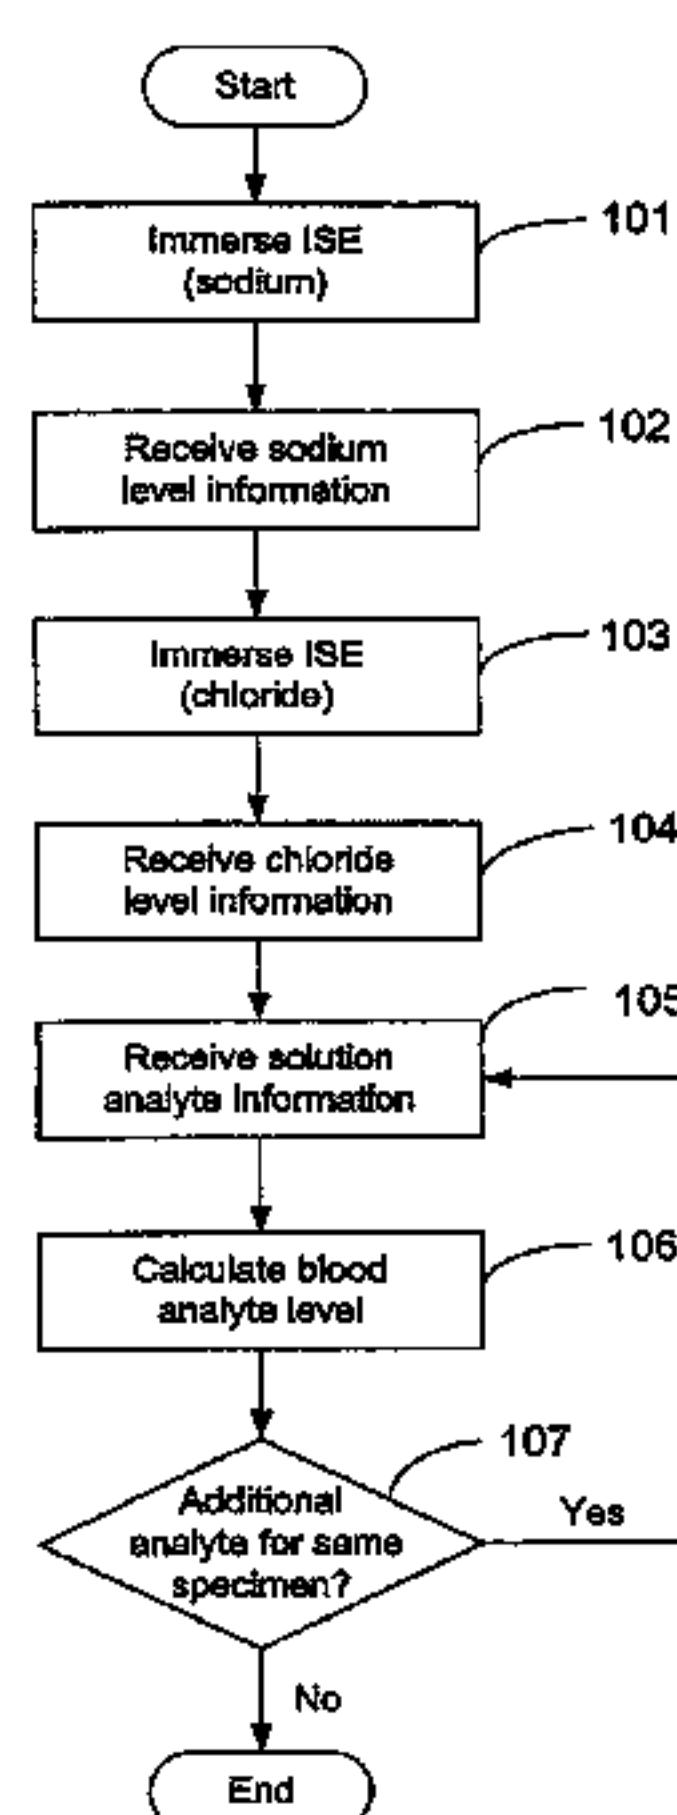 Start
101
Immerse ISE
(sodium)
102
Receive sodium
level information
103
Immerse ISE
(chloride)
104
Receive chloride
level information
105
Receive solution
analyte information
106
Calculate blood
analyte level
107
Additional
analyte for same
specimen?
Yes
No
End